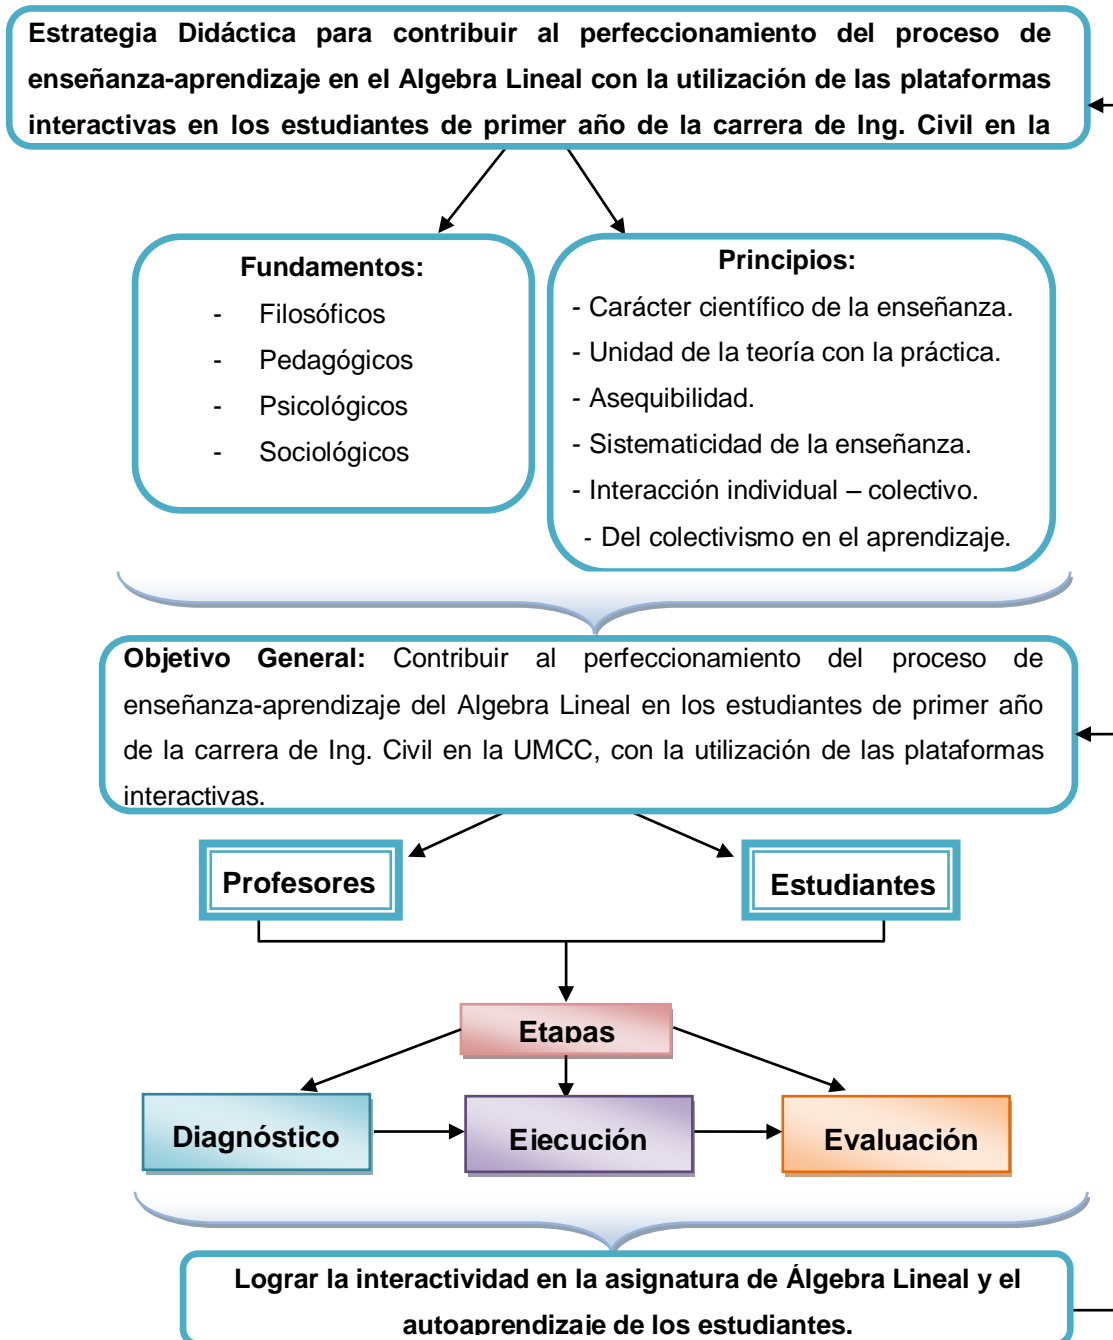 Estrategia Didáctica para contribuir al perfeccionamiento del proceso de
enseñanza-aprendizaje en el Algebra Lineal con la utilización de las plataformas
interactivas en los estudiantes de primer año de la carrera de Ing. Civil en la
Fundamentos:
- Filosóficos
- Pedagógicos
- Psicológicos
- Sociológicos
Principios:
- Carácter científico de la enseñanza.
- Unidad de la teoría con la práctica.
- Asequibilidad.
- Sistematicidad de la enseñanza.
- Interacción individual – colectivo.
- Del colectivismo en el aprendizaje.
Objetivo General: Contribuir al perfeccionamiento del proceso de
enseñanza-aprendizaje del Algebra Lineal en los estudiantes de primer año
de la carrera de Ing. Civil en la UMCC, con la utilización de las plataformas
interactivas.
Profesores
Estudiantes
Etapas
Diagnóstico
Ejecución
Evaluación
Lograr la interactividad en la asignatura de Álgebra Lineal y el
autoaprendizaje de los estudiantes.